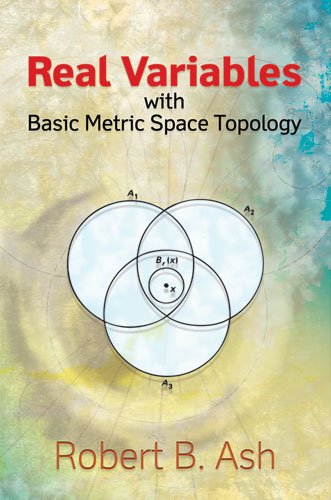 Real Variables
with
Basic Metric Space Topology
A₁
A₂
Bᵣ(x)
x
A₃
Robert B. Ash